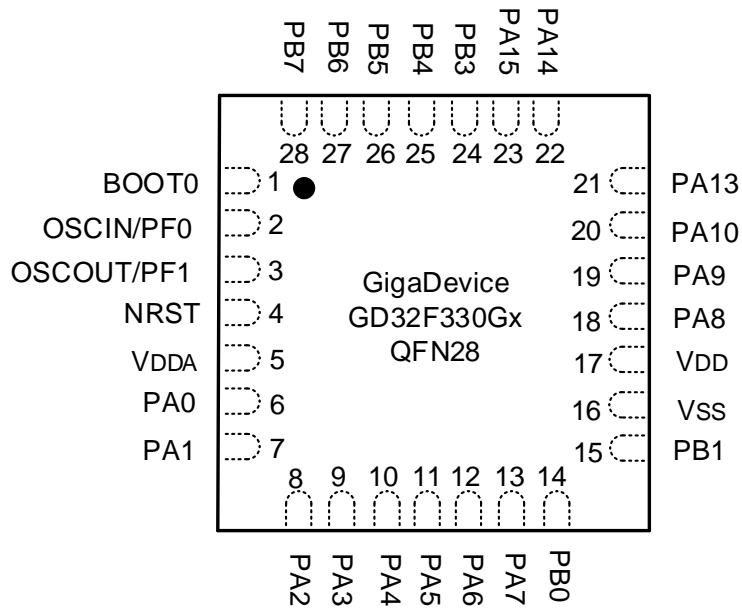 PB7 PB6 PB5 PB4 PB3 PA15 PA14
28 27 26 25 24 23 22
BOOT0 1
OSCIN/PF0 2
OSCOUT/PF1 3
NRST 4
VDDA 5
PA0 6
PA1 7
GigaDevice
GD32F330Gx
QFN28
21 PA13
20 PA10
19 PA9
18 PA8
17 VDD
16 VSS
15 PB1
8 9 10 11 12 13 14
PA2 PA3 PA4 PA5 PA6 PA7 PB0